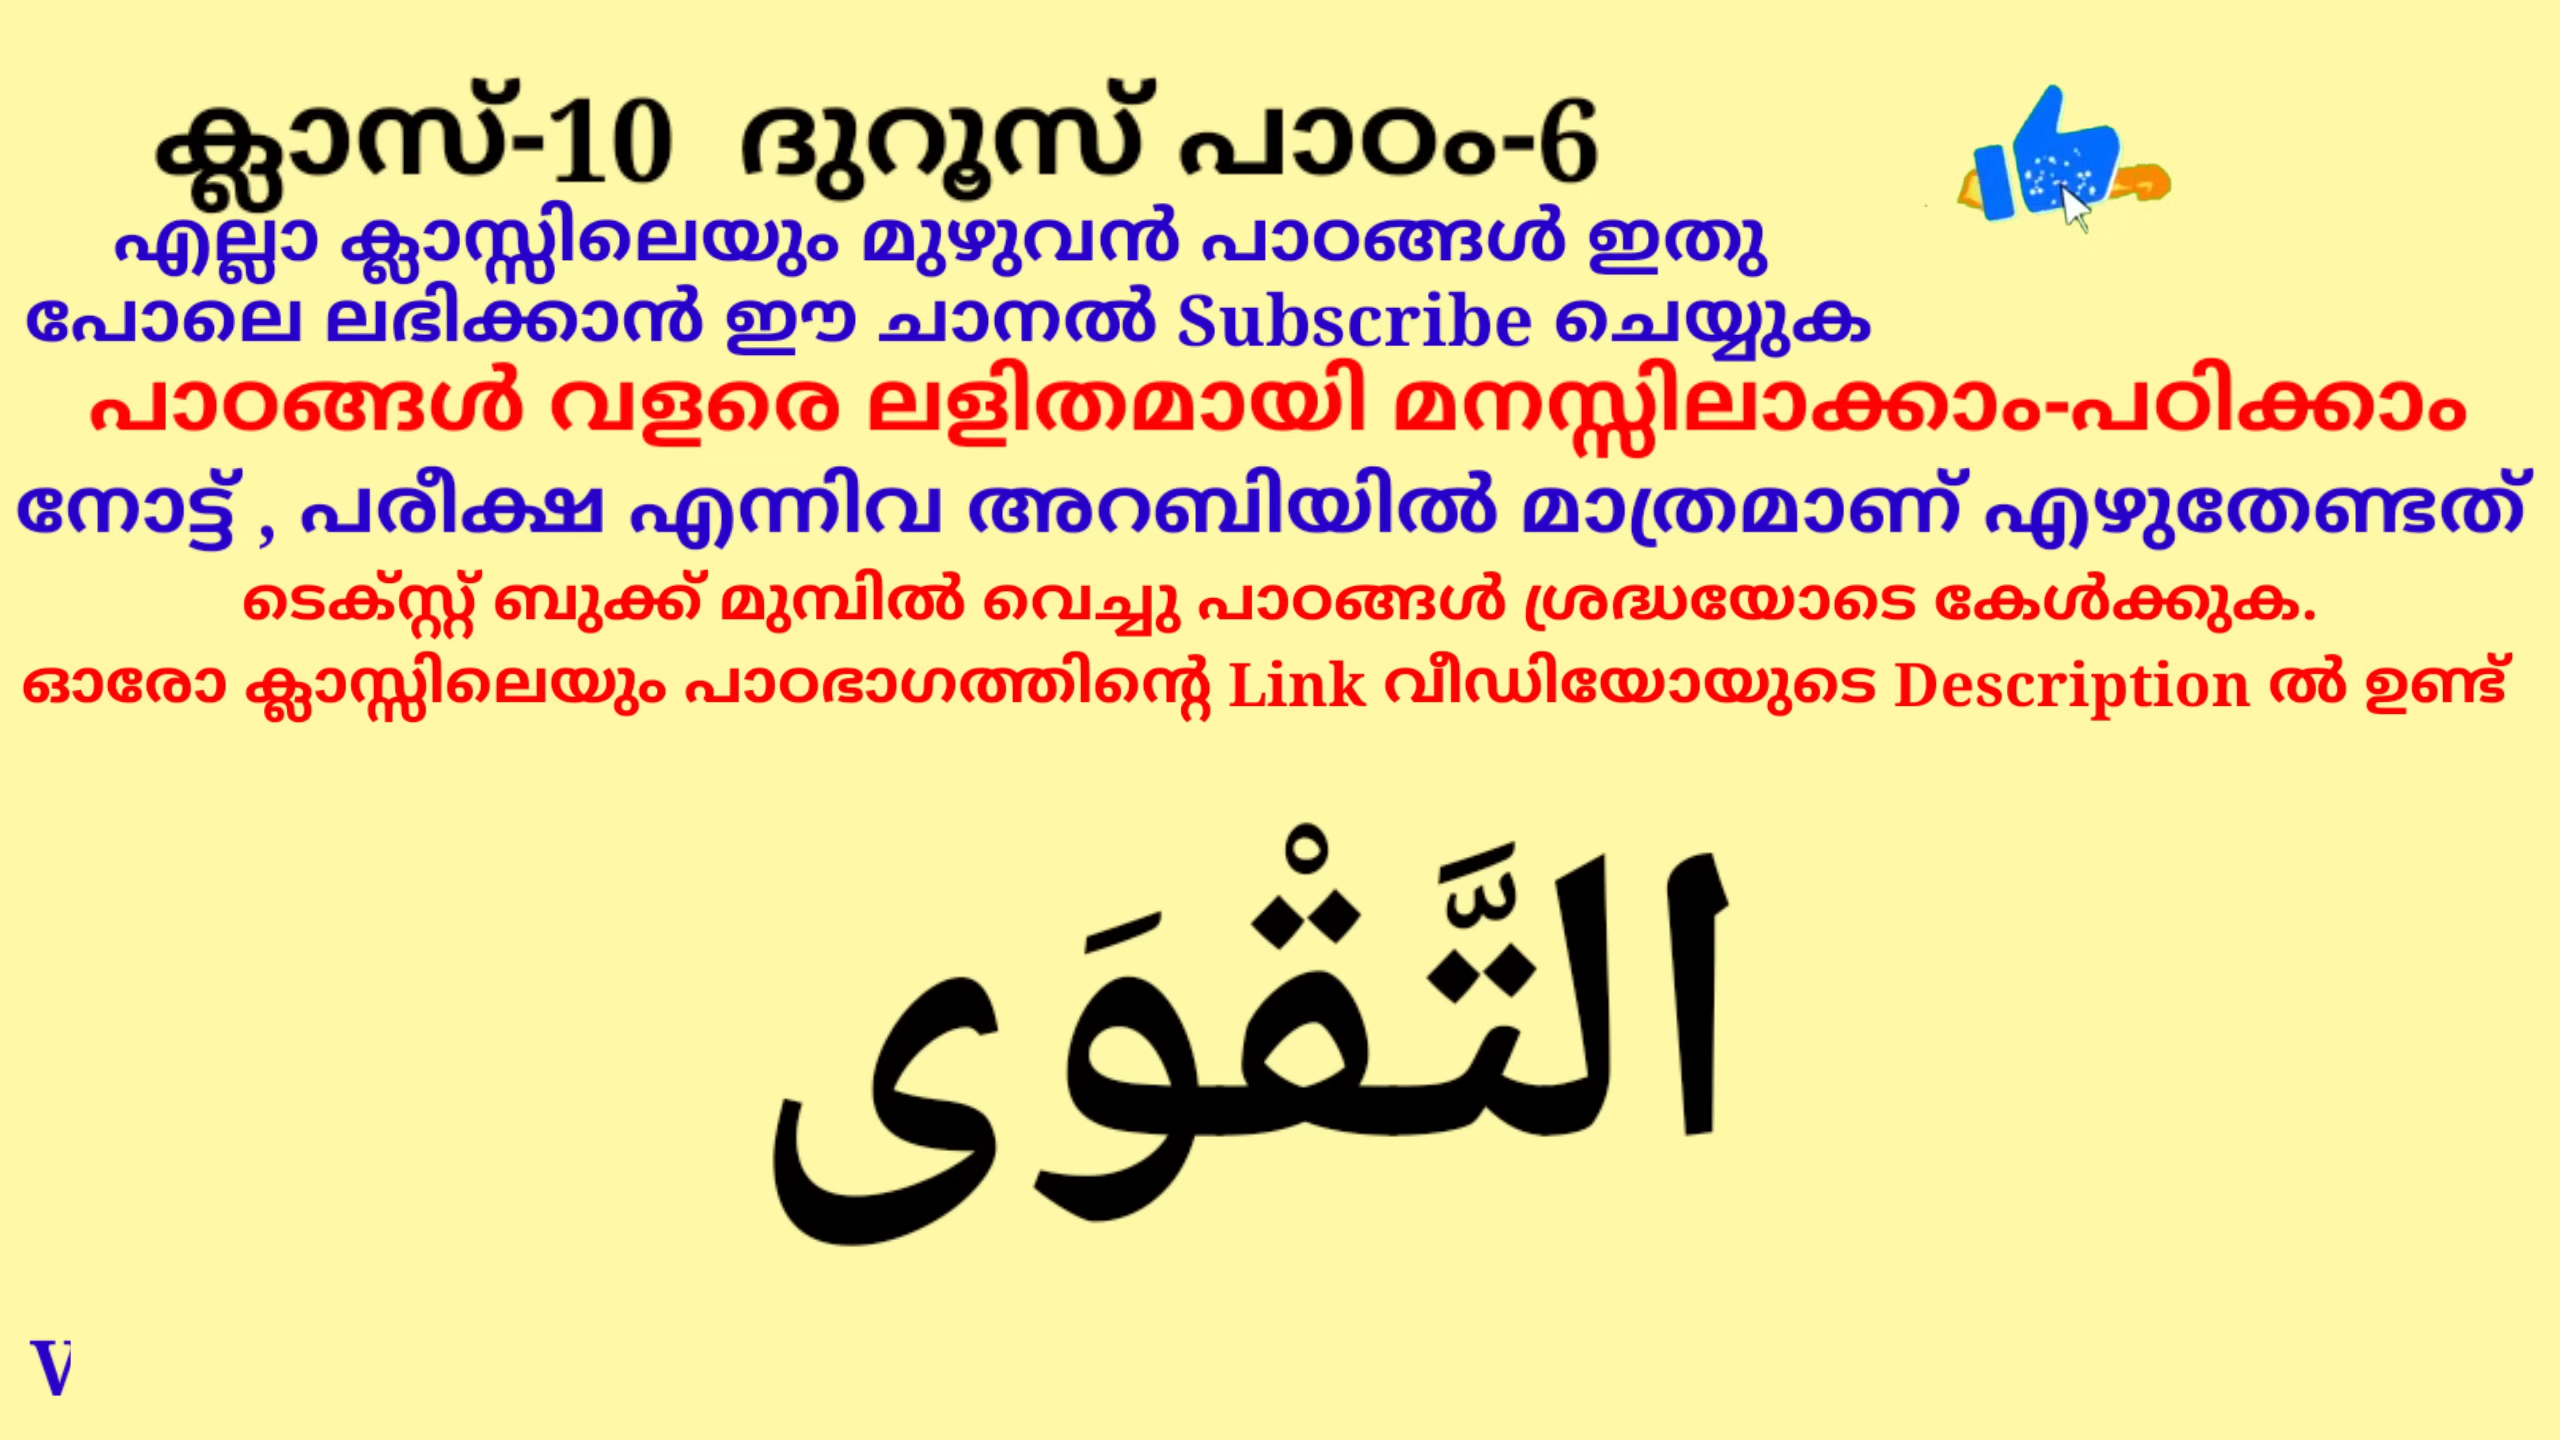 ക്ലാസ്-10 ദുറൂസ് പാഠം-6
എല്ലാ ക്ലാസ്സിലെയും മുഴുവൻ പാഠങ്ങൾ ഇതു
പോലെ ലഭിക്കാൻ ഈ ചാനൽ Subscribe ചെയ്യുക
പാഠങ്ങൾ വളരെ ലളിതമായി മനസ്സിലാക്കാം-പഠിക്കാം
നോട്ട് , പരീക്ഷ എന്നിവ അറബിയിൽ മാത്രമാണ് എഴുതേണ്ടത്
ടെക്സ്റ്റ് ബുക്ക് മുമ്പിൽ വെച്ചു പാഠങ്ങൾ ശ്രദ്ധയോടെ കേൾക്കുക.
ഓരോ ക്ലാസ്സിലെയും പാഠഭാഗത്തിന്റെ Link വീഡിയോയുടെ Description ൽ ഉണ്ട്
التَّقْوَى